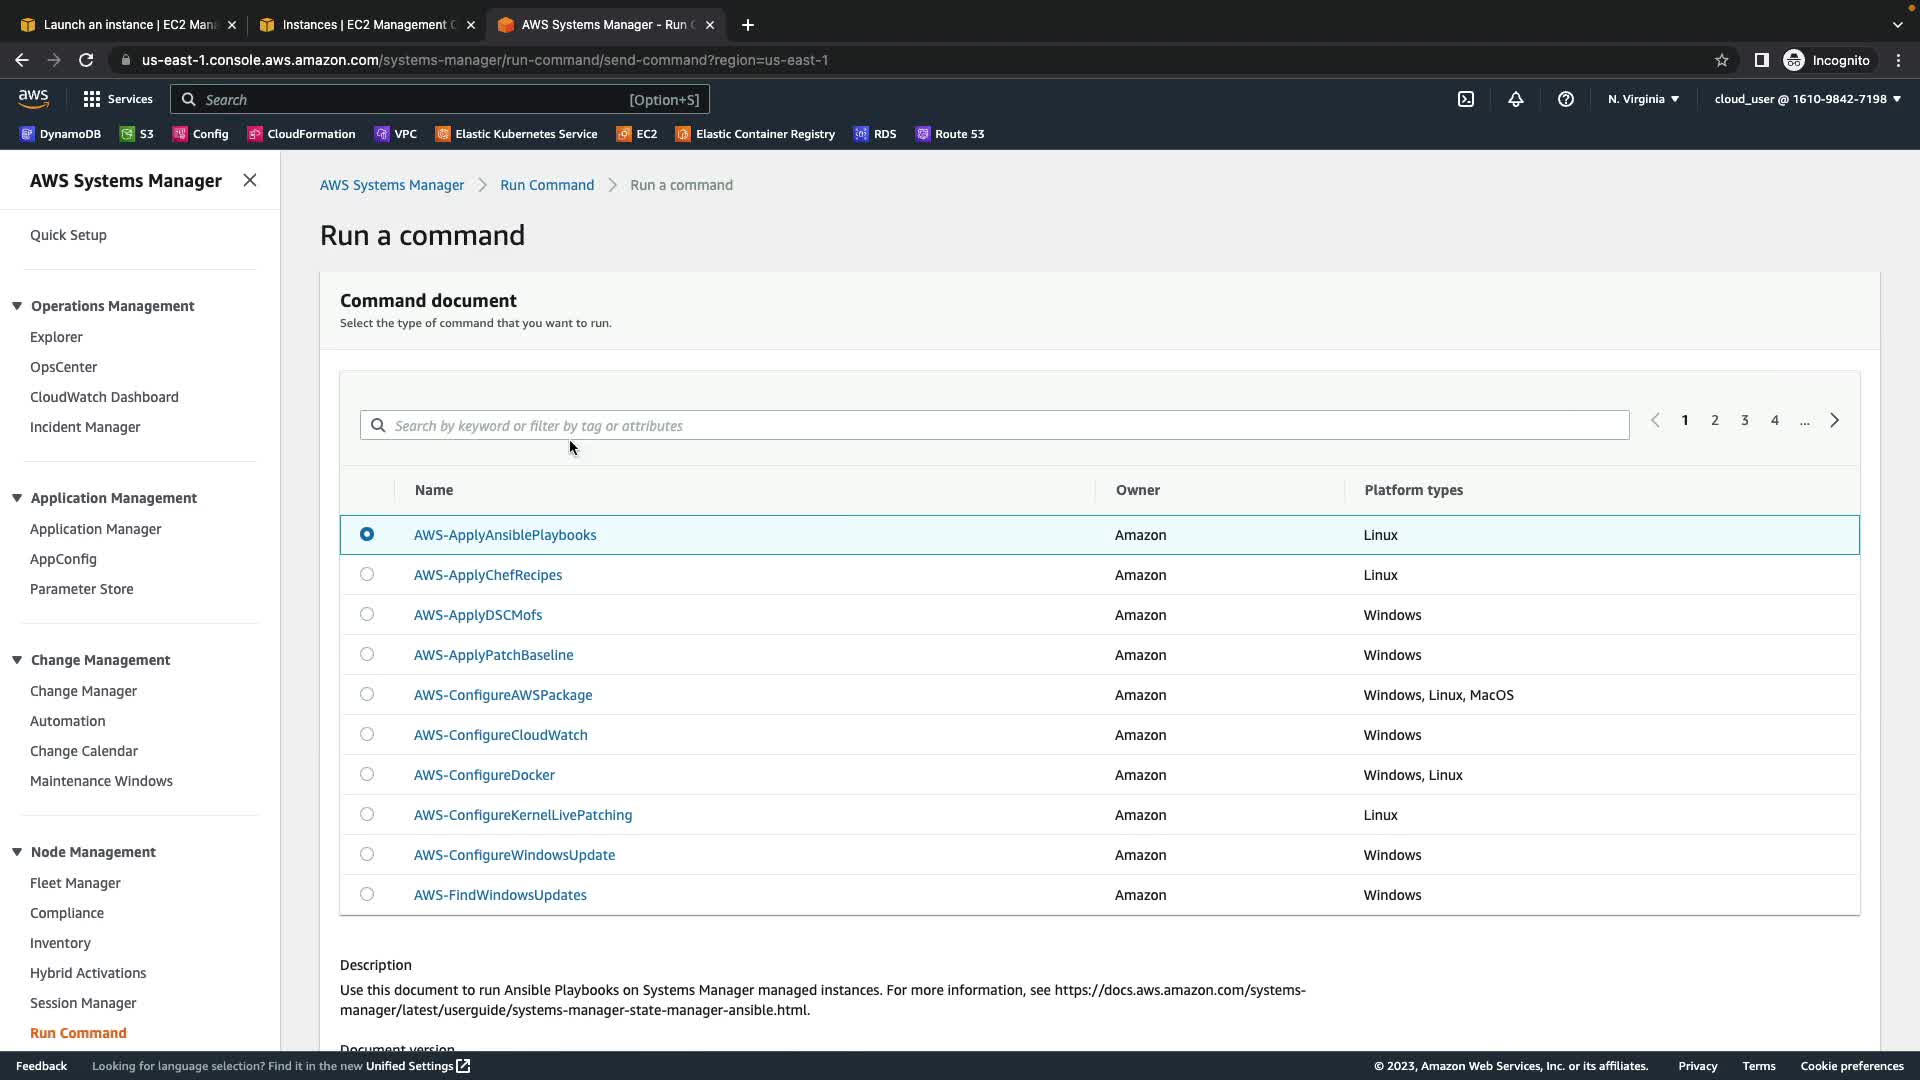 Launch an instance | EC2 Man
Instances | EC2 Management C
AWS Systems Manager - Run C
us-east-1.console.aws.amazon.com/systems-manager/run-command/send-command?region=us-east-1
Incognito
aws
Services
Search
[Option+S]
N. Virginia
cloud_user @ 1610-9842-7198
DynamoDB
S3
Config
CloudFormation
VPC
Elastic Kubernetes Service
EC2
Elastic Container Registry
RDS
Route 53
AWS Systems Manager
Quick Setup
Operations Management
Explorer
OpsCenter
CloudWatch Dashboard
Incident Manager
Application Management
Application Manager
AppConfig
Parameter Store
Change Management
Change Manager
Automation
Change Calendar
Maintenance Windows
Node Management
Fleet Manager
Compliance
Inventory
Hybrid Activations
Session Manager
Run Command
AWS Systems Manager
Run Command
Run a command
Run a command
Command document
Select the type of command that you want to run.
Search by keyword or filter by tag or attributes
1 2 3 4 ...
Name Owner Platform types
AWS-ApplyAnsiblePlaybooks Amazon Linux
AWS-ApplyChefRecipes Amazon Linux
AWS-ApplyDSCMofs Amazon Windows
AWS-ApplyPatchBaseline Amazon Windows
AWS-ConfigureAWSPackage Amazon Windows, Linux, MacOS
AWS-ConfigureCloudWatch Amazon Windows
AWS-ConfigureDocker Amazon Windows, Linux
AWS-ConfigureKernelLivePatching Amazon Linux
AWS-ConfigureWindowsUpdate Amazon Windows
AWS-FindWindowsUpdates Amazon Windows
Description
Use this document to run Ansible Playbooks on Systems Manager managed instances. For more information, see https://docs.aws.amazon.com/systems-
manager/latest/userguide/systems-manager-state-manager-ansible.html.
Document version
Feedback
Looking for language selection? Find it in the new Unified Settings
© 2023, Amazon Web Services, Inc. or its affiliates.
Privacy
Terms
Cookie preferences